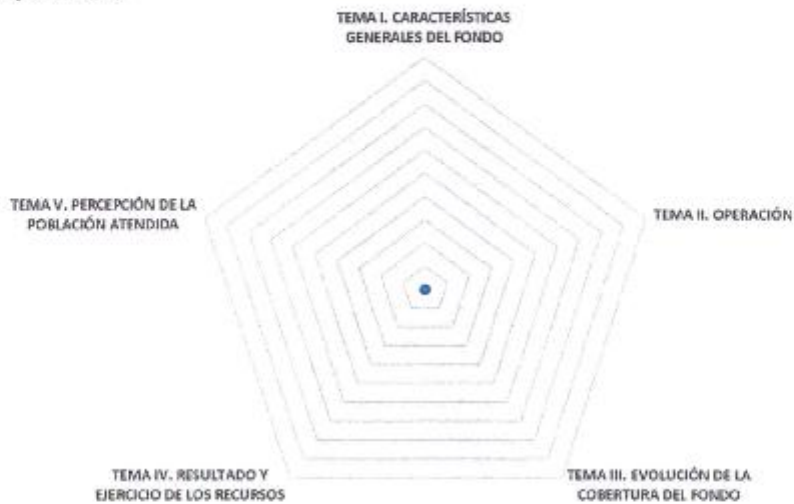 TEMA I. CARACTERÍSTICAS
GENERALES DEL FONDO
TEMA V. PERCEPCIÓN DE LA
POBLACIÓN ATENDIDA
TEMA II. OPERACIÓN
TEMA IV. RESULTADO Y
EJERCICIO DE LOS RECURSOS
TEMA III. EVOLUCIÓN DE LA
COBERTURA DEL FONDO